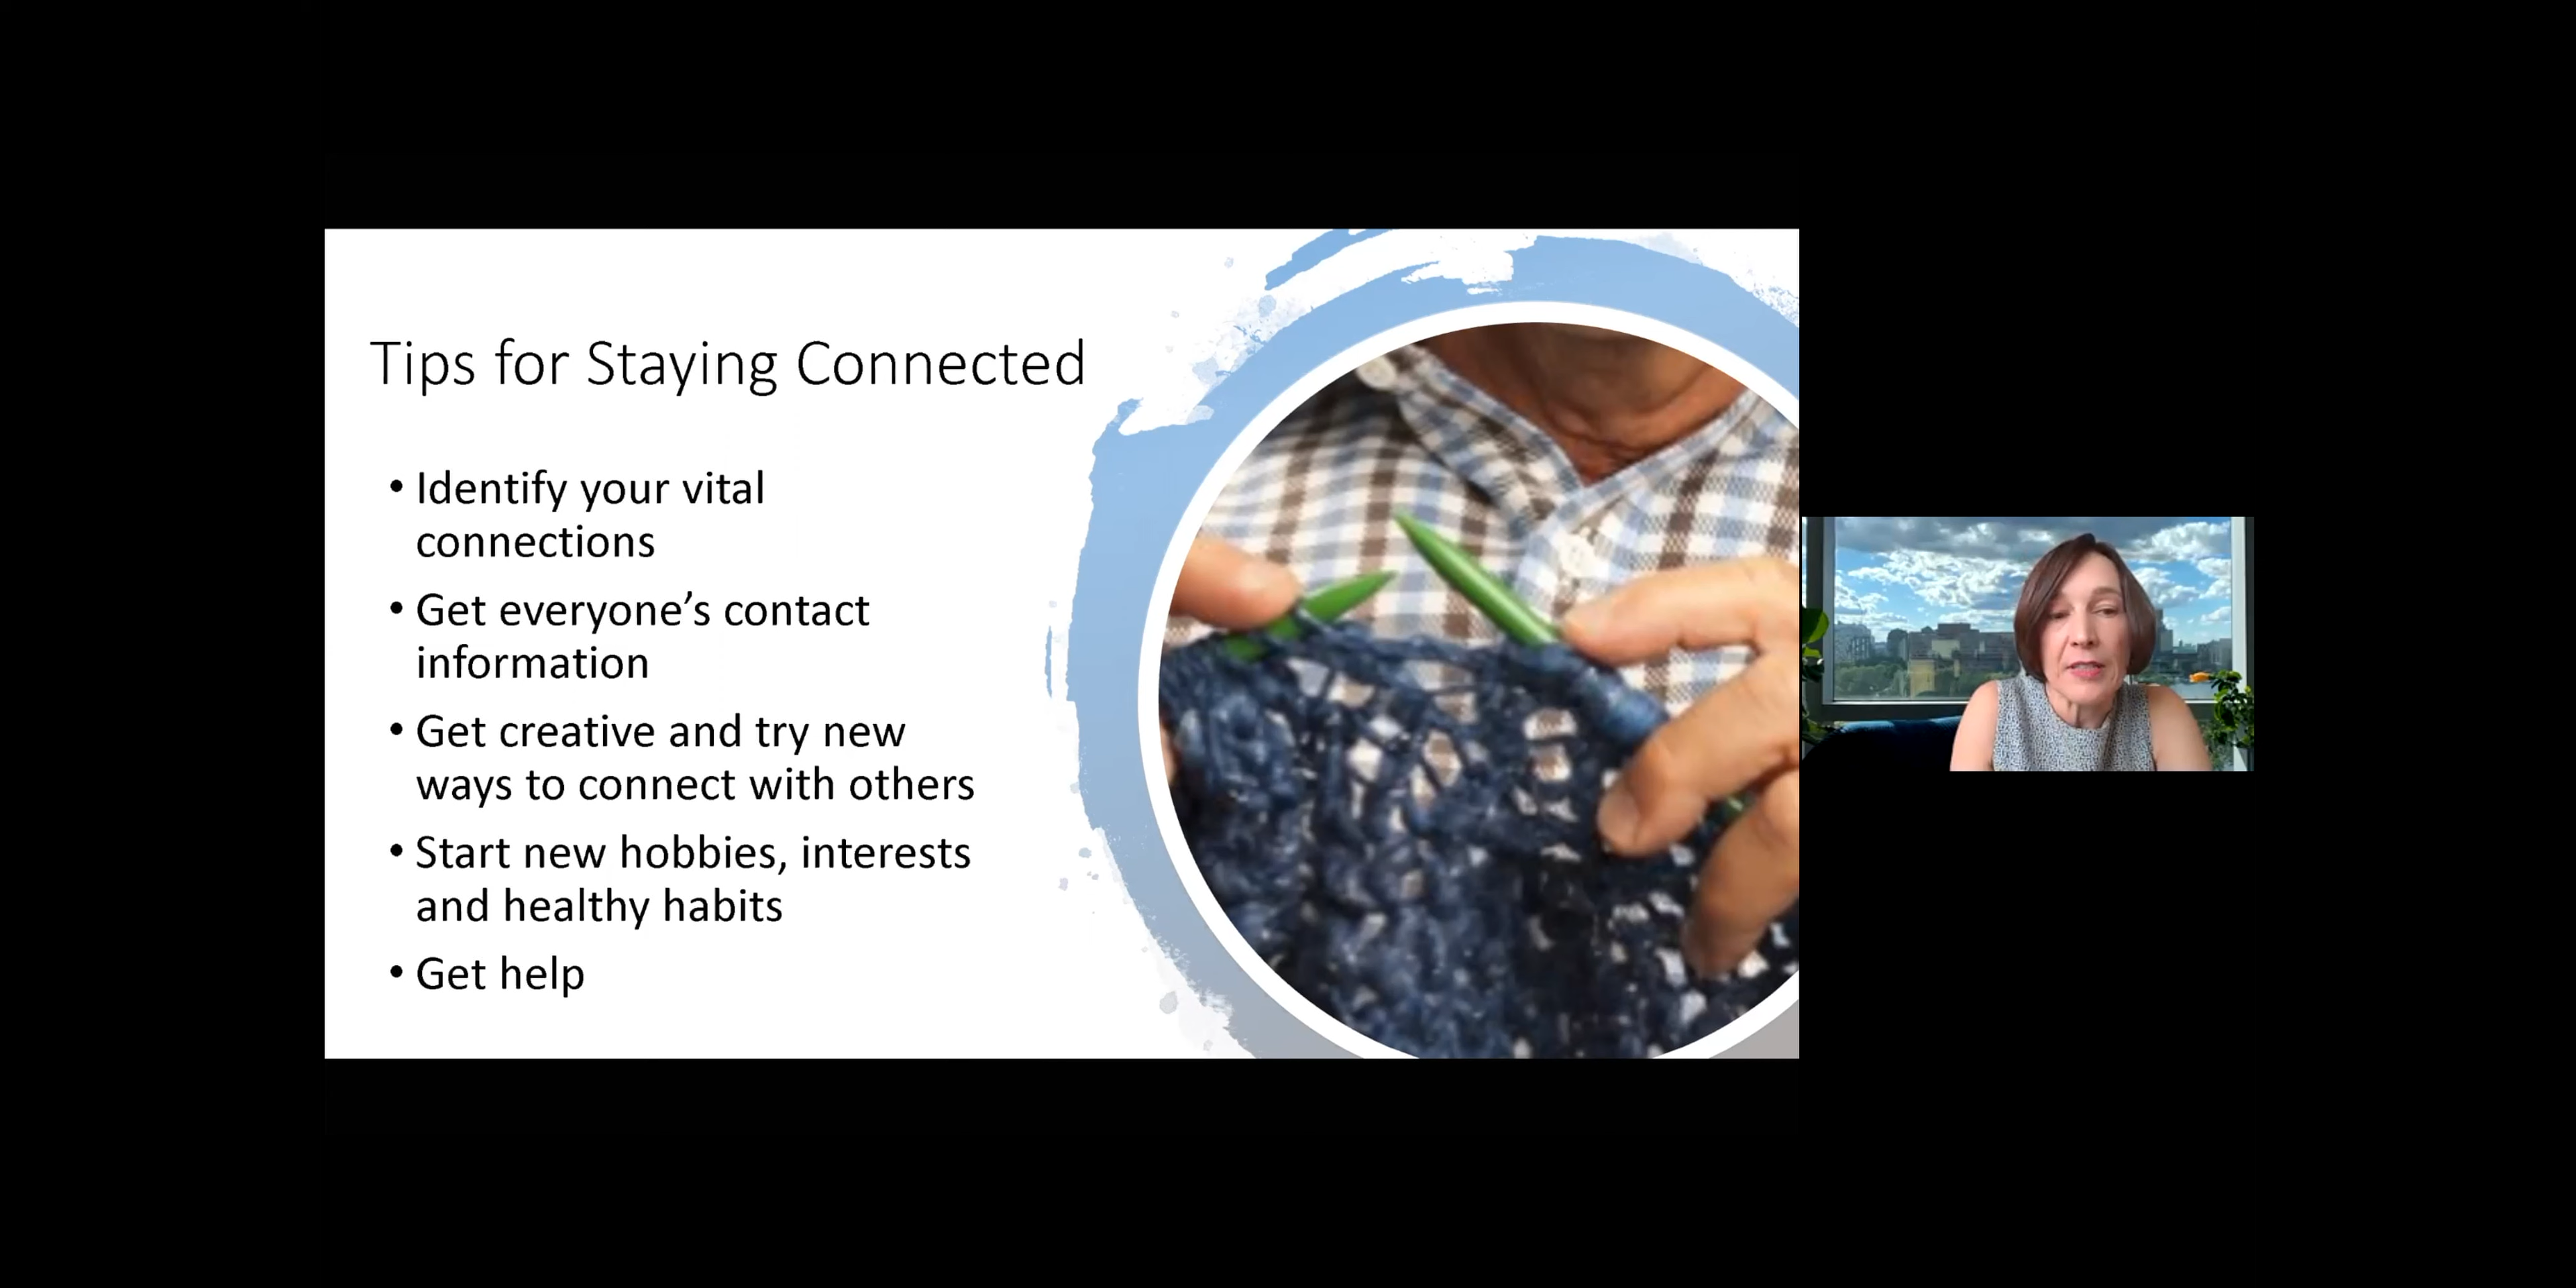 Tips for Staying Connected
• Identify your vital
connections
• Get everyone’s contact
information
• Get creative and try new
ways to connect with others
• Start new hobbies, interests
and healthy habits
• Get help